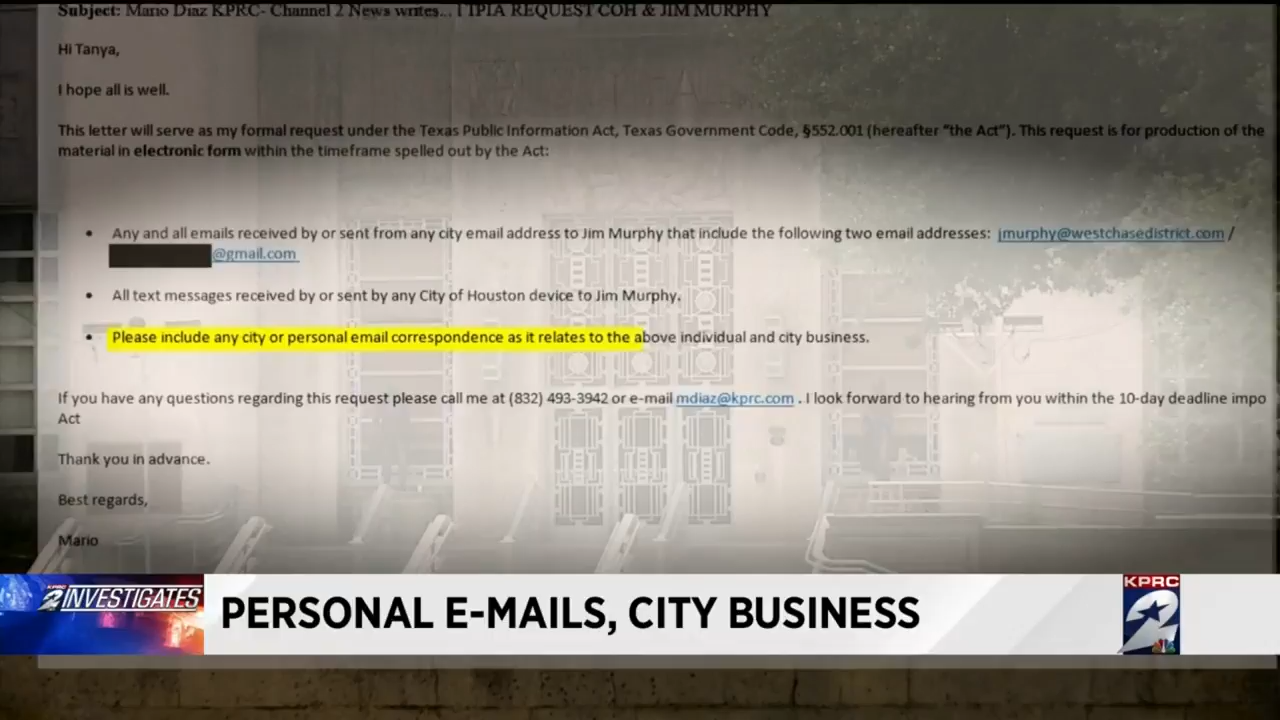 Subject: Mario Diaz KPRC- Channel 2 News writes... TPIA REQUEST COH & JIM MURPHY
Hi Tanya,
I hope all is well.
This letter will serve as my formal request under the Texas Public Information Act, Texas Government Code, §552.001 (hereafter “the Act”). This request is for production of the
material in electronic form within the timeframe spelled out by the Act:
• Any and all emails received by or sent from any city email address to Jim Murphy that include the following two email addresses: jmurphy@westchasedistrict.com /
@gmail.com
• All text messages received by or sent by any City of Houston device to Jim Murphy.
• Please include any city or personal email correspondence as it relates to the above individual and city business.
If you have any questions regarding this request please call me at (832) 493-3942 or e-mail mdiaz@kprc.com . I look forward to hearing from you within the 10-day deadline impo
Act
Thank you in advance.
Best regards,
Mario
KPRC
2 INVESTIGATES
PERSONAL E-MAILS, CITY BUSINESS
KPRC
2